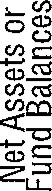 Net Assets or
Fund Balances